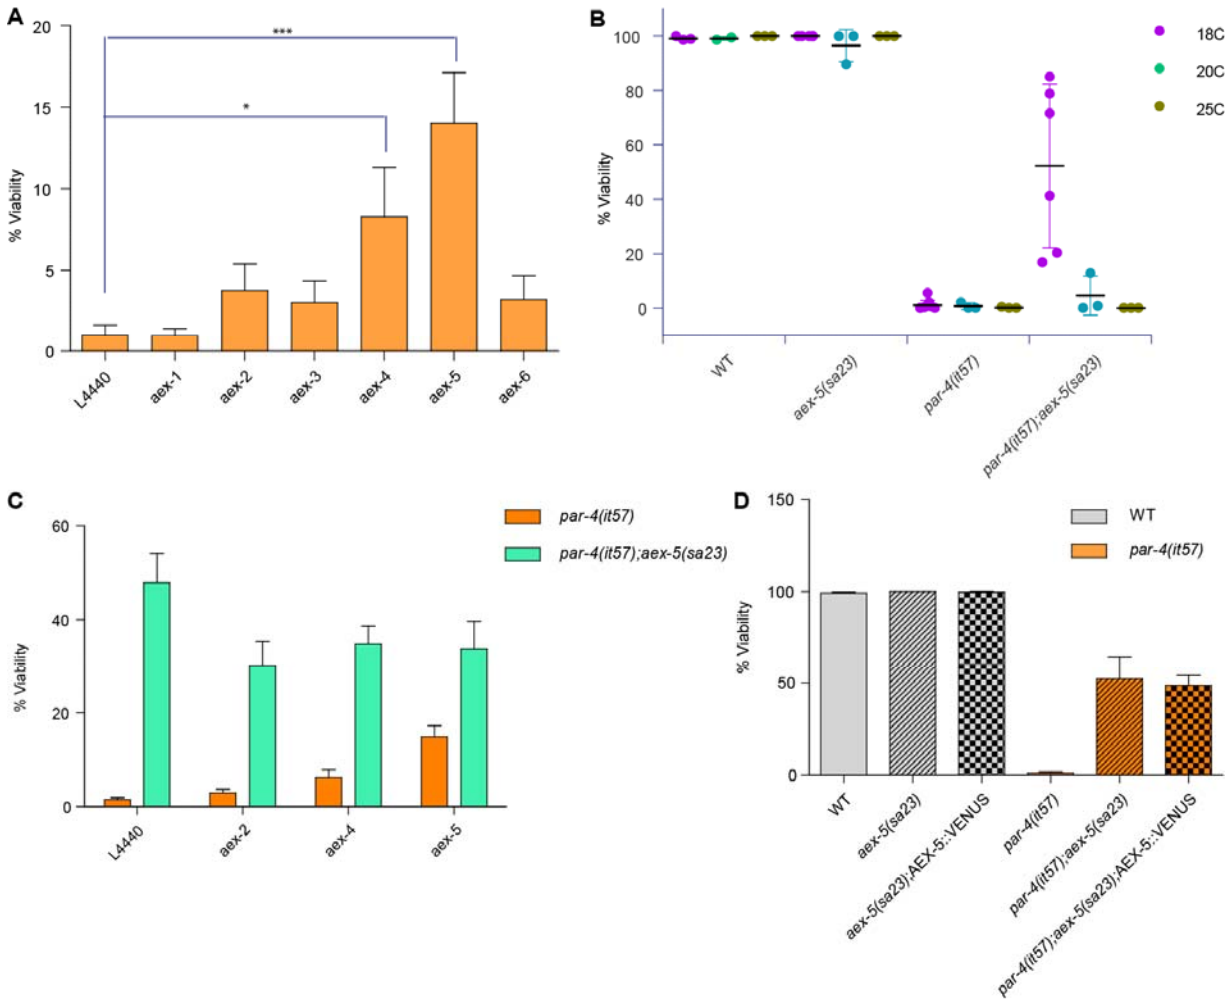 A
% Viability
20
15
10
5
0
***
*
L4440
aex-1
aex-2
aex-3
aex-4
aex-5
aex-6
B
% Viability
100
80
60
40
20
0
18C
20C
25C
WT
aex-5(sa23)
par-4(it57)
par-4(it57);aex-5(sa23)
C
% Viability
60
40
20
0
par-4(it57)
par-4(it57);aex-5(sa23)
L4440
aex-2
aex-4
aex-5
D
% Viability
150
100
50
0
WT
par-4(it57)
WT
aex-5(sa23)
aex-5(sa23);AEX-5::VENUS
par-4(it57)
par-4(it57);aex-5(sa23)
par-4(it57);aex-5(sa23);AEX-5::VENUS